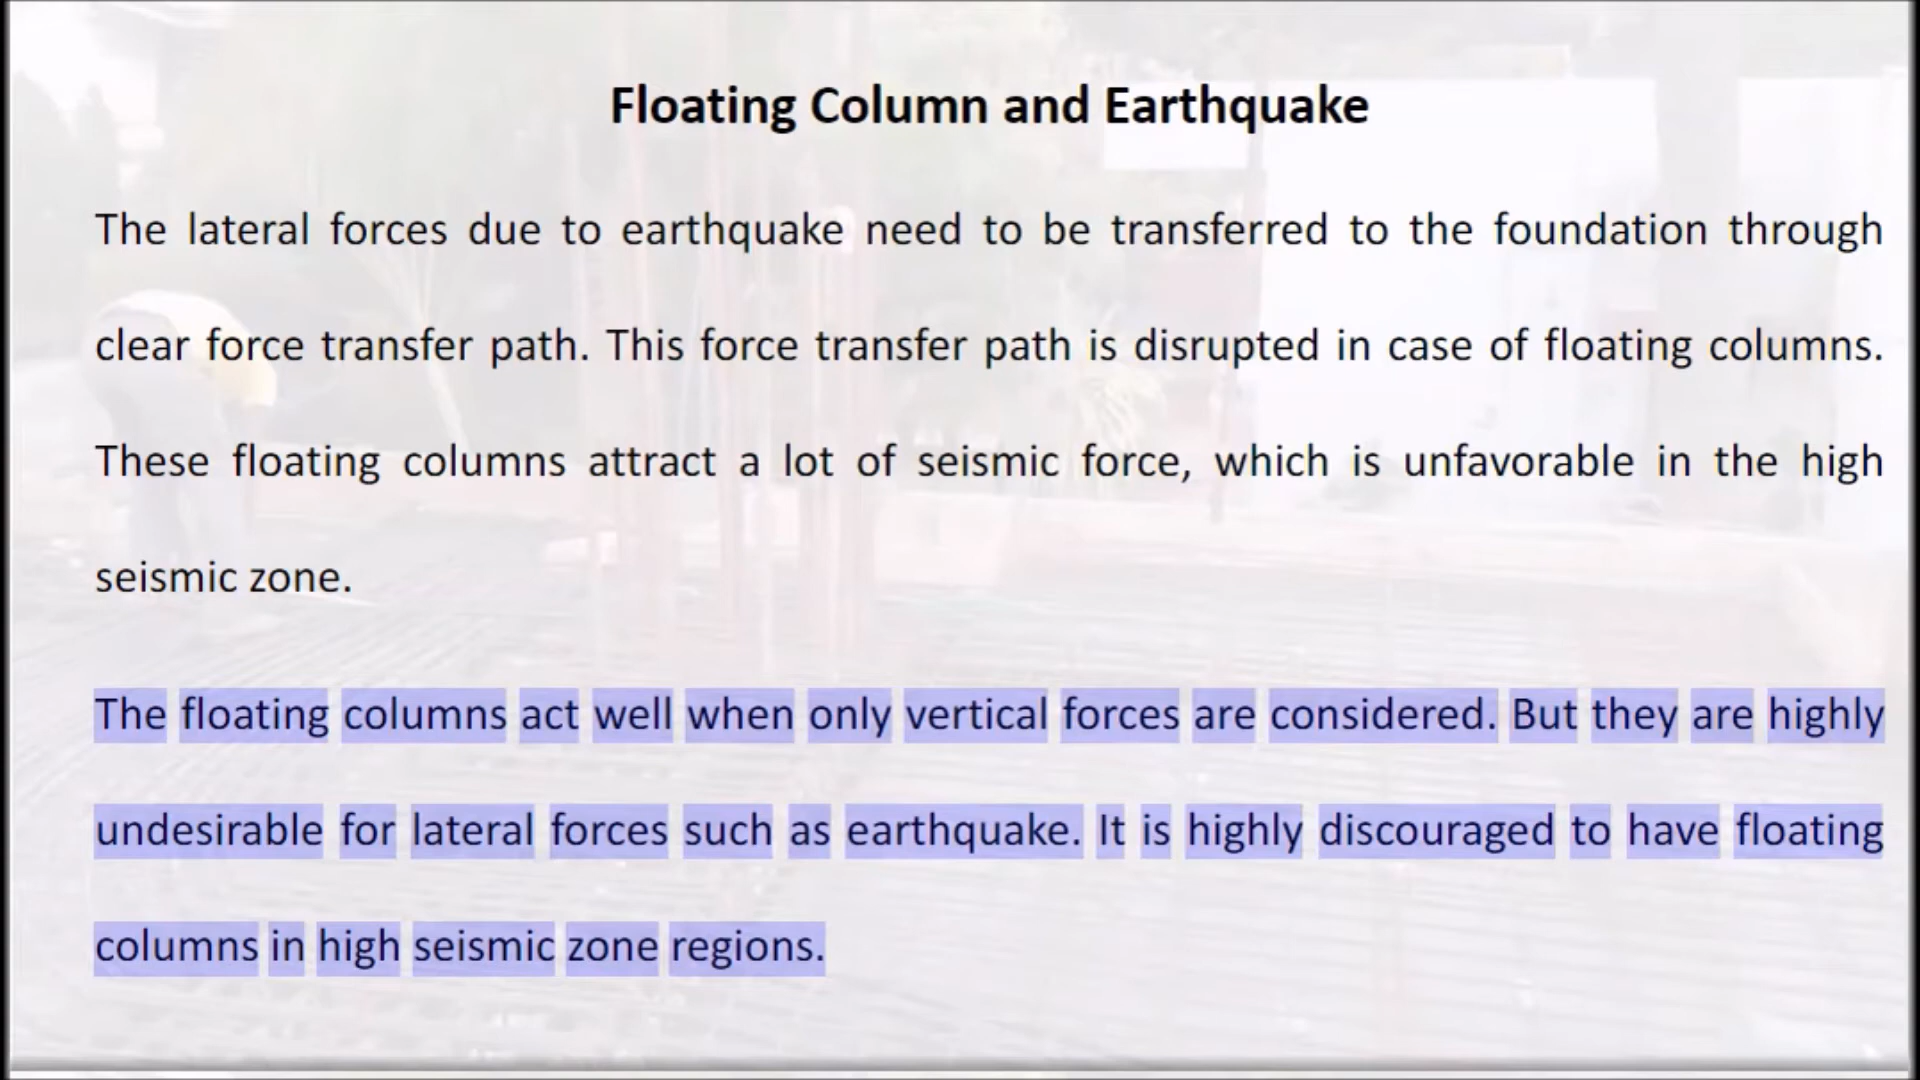 Floating Column and Earthquake
The lateral forces due to earthquake need to be transferred to the foundation through
clear force transfer path. This force transfer path is disrupted in case of floating columns.
These floating columns attract a lot of seismic force, which is unfavorable in the high
seismic zone.
The floating columns act well when only vertical forces are considered. But they are highly
undesirable for lateral forces such as earthquake. It is highly discouraged to have floating
columns in high seismic zone regions.